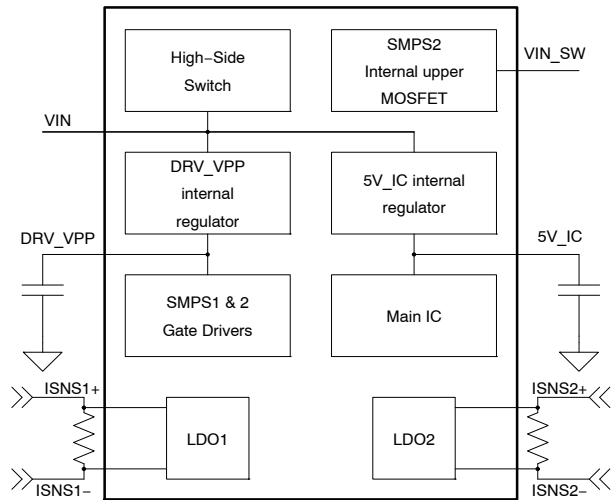 High−Side
Switch
SMPS2
Internal upper
MOSFET
VIN_SW
VIN
DRV_VPP
internal
regulator
5V_IC internal
regulator
DRV_VPP
5V_IC
SMPS1 & 2
Gate Drivers
Main IC
ISNS1+
ISNS2+
LDO1
LDO2
ISNS1−
ISNS2−